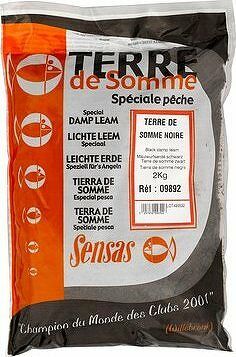 TERRE
de Somme
Spéciale pêche
Special
DAMP LEAM
LICHTE LEEM
Speciaal
LEICHTE ERDE
Speziell für's Angeln
TIERRA DE
SOMME
Especial pesca
TERRA DE
SOMME
Speciale pesca
TERRE DE
SOMME NOIRE
Black damp leam
2Kg
Réf : 09892
Sensas
"Champion du Monde des Clubs 2001"
(Willebroek)